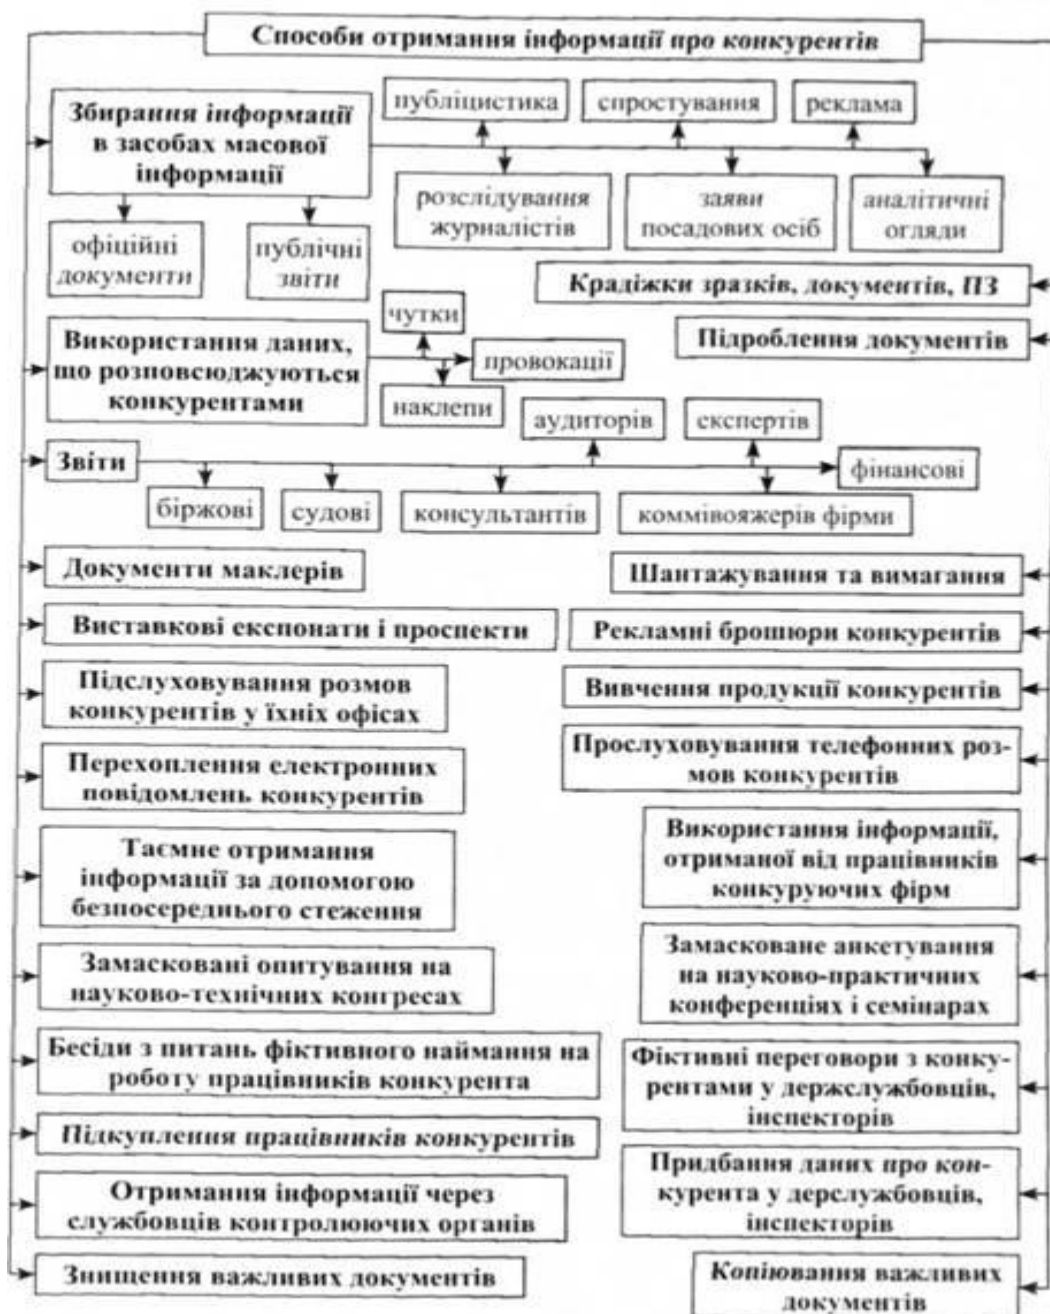 Способи отримання інформації про конкурентів
Збирання інформації
в засобах масової
інформації
публіцистика
спростування
реклама
розслідування
журналістів
заяви
посадових осіб
аналітичні
огляди
офіційні
документи
публічні
звіти
Крадіжки зразків, документів, ПЗ
Підроблення документів
Використання даних,
що розповсюджуються
конкурентами
чутки
провокації
наклепи
Звіти
аудиторів
експертів
фінансові
біржові
судові
консультантів
коммівояжерів фірми
Документи маклерів
Шантажування та вимагання
Виставкові експонати і проспекти
Рекламні брошюри конкурентів
Підслуховування розмов
конкурентів у їхніх офісах
Вивчення продукції конкурентів
Перехоплення електронних
повідомлень конкурентів
Прослуховування телефонних роз-
мов конкурентів
Таємне отримання
інформації за допомогою
безпосереднього стеження
Використання інформації,
отриманої від працівників
конкуруючих фірм
Замасковані опитування на
науково-технічних конгресах
Замасковане анкетування
на науково-практичних
конференціях і семінарах
Бесіди з питань фіктивного наймання на
роботу працівників конкурента
Фіктивні переговори з конку-
рентами у держслужбовців,
інспекторів
Підкуплення працівників конкурентів
Придбання даних про кон-
курента у дерслужбовців,
інспекторів
Отримання інформації через
службовців контролюючих органів
Знищення важливих документів
Копіювання важливих
документів